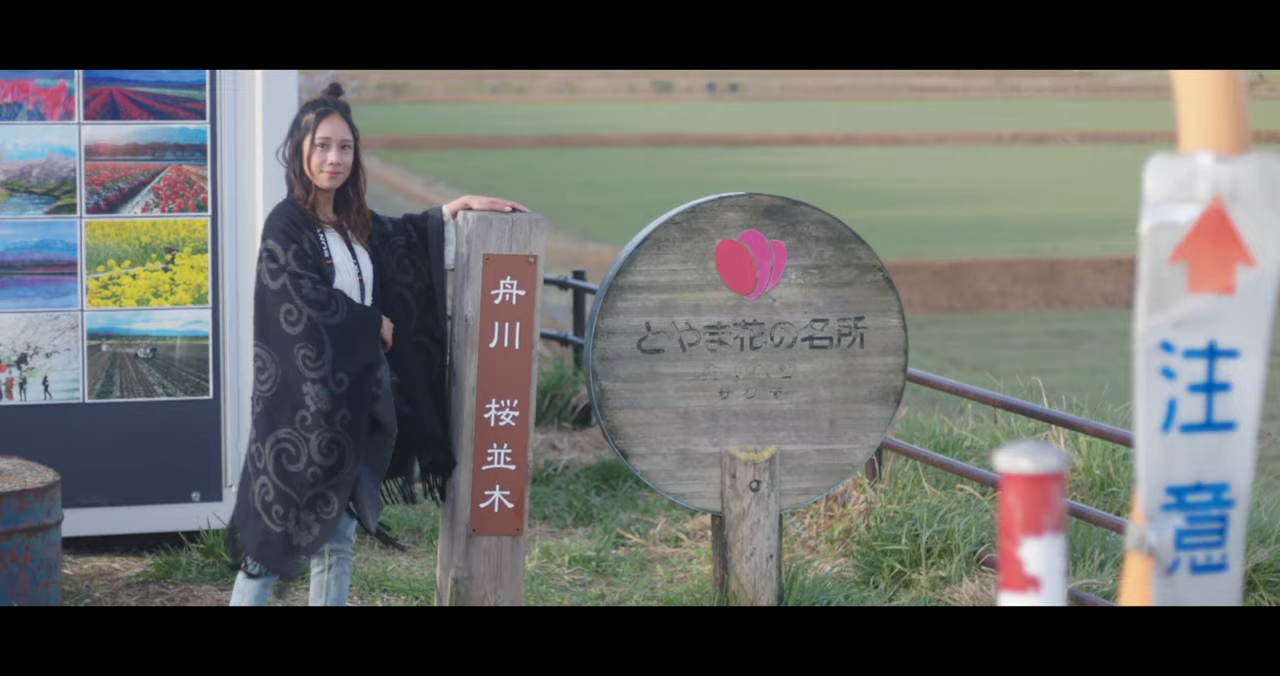 舟川 桜並木
とやま花の名所
注意